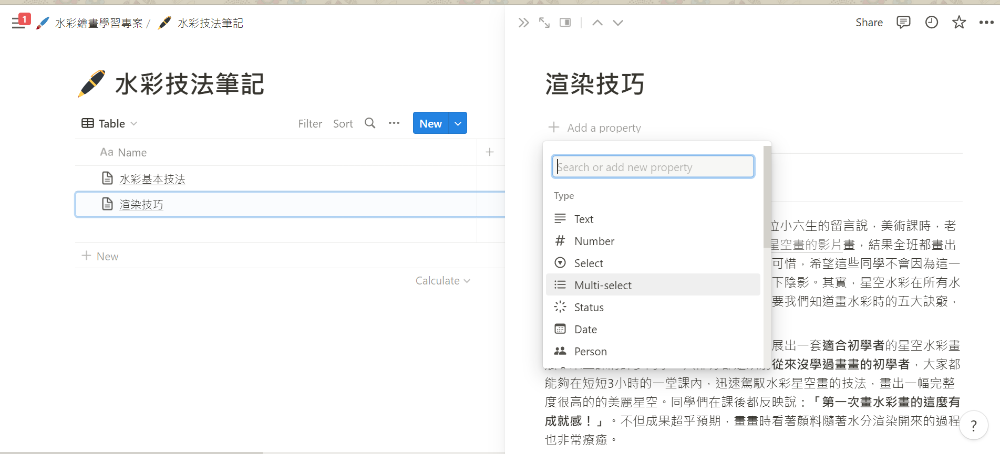 1
水彩繪畫學習專案 / 水彩技法筆記
Share
水彩技法筆記
Table
Filter
Sort
New
Aa Name
水彩基本技法
渲染技巧
+ New
Calculate
渲染技巧
+ Add a property
Search or add new property
Type
Text
Number
Select
Multi-select
Status
Date
Person
小六生的留言說，美術課時，老
星空畫的影片畫，結果全班都畫出
可惜，希望這些同學不會因為這一
下陰影。其實，星空水彩在所有水
要我們知道畫水彩時的五大訣竅，
展出一套適合初學者的星空水彩畫
從來沒學過畫畫的初學者，大家都
能夠在短短3小時的一堂課內，迅速駕馭水彩星空畫的技法，畫出一幅完整
度很高的的美麗星空。同學們在課後都反映說：「第一次畫水彩畫的這麼有
成就感！」。不但成果超乎預期，畫畫時看著顏料隨著水分渲染開來的過程
也非常療癒。
?